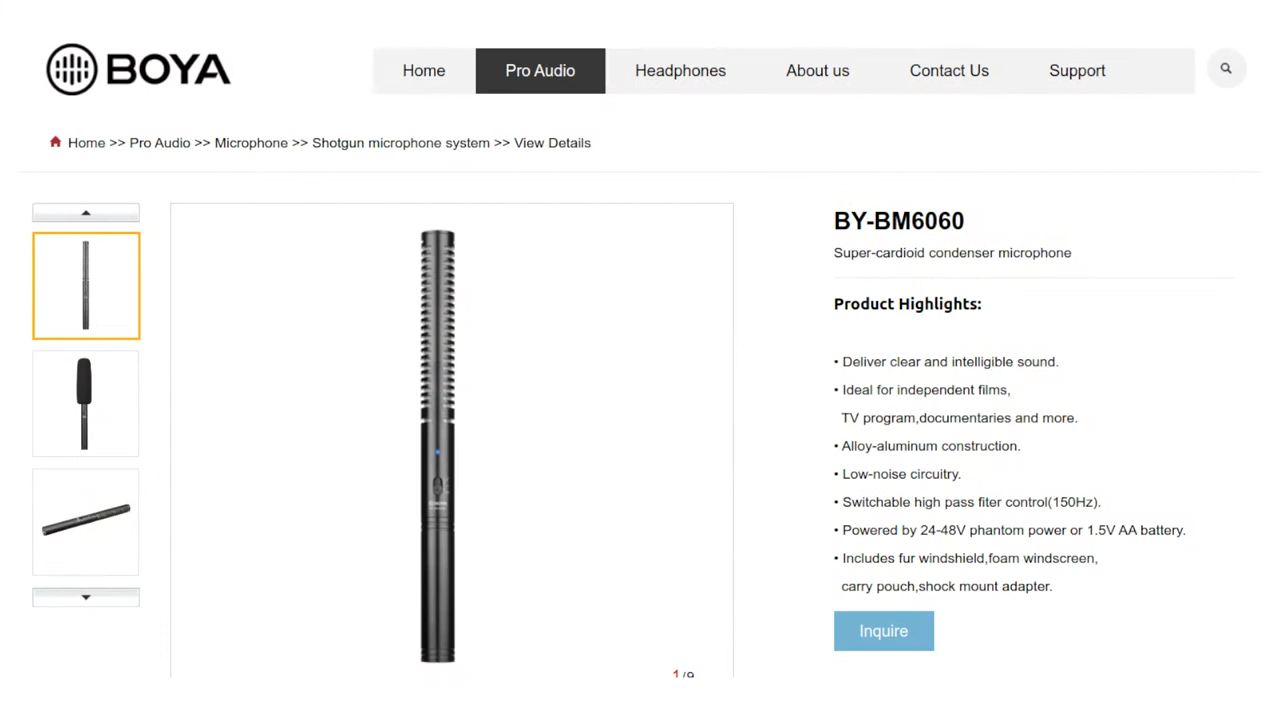 BOYA
Home
Pro Audio
Headphones
About us
Contact Us
Support
Home >> Pro Audio >> Microphone >> Shotgun microphone system >> View Details
BY-BM6060
Super-cardioid condenser microphone
Product Highlights:
• Deliver clear and intelligible sound.
• Ideal for independent films,
TV program,documentaries and more.
• Alloy-aluminum construction.
• Low-noise circuitry.
• Switchable high pass fiter control(150Hz).
• Powered by 24-48V phantom power or 1.5V AA battery.
• Includes fur windshield,foam windscreen,
carry pouch,shock mount adapter.
Inquire
1/9